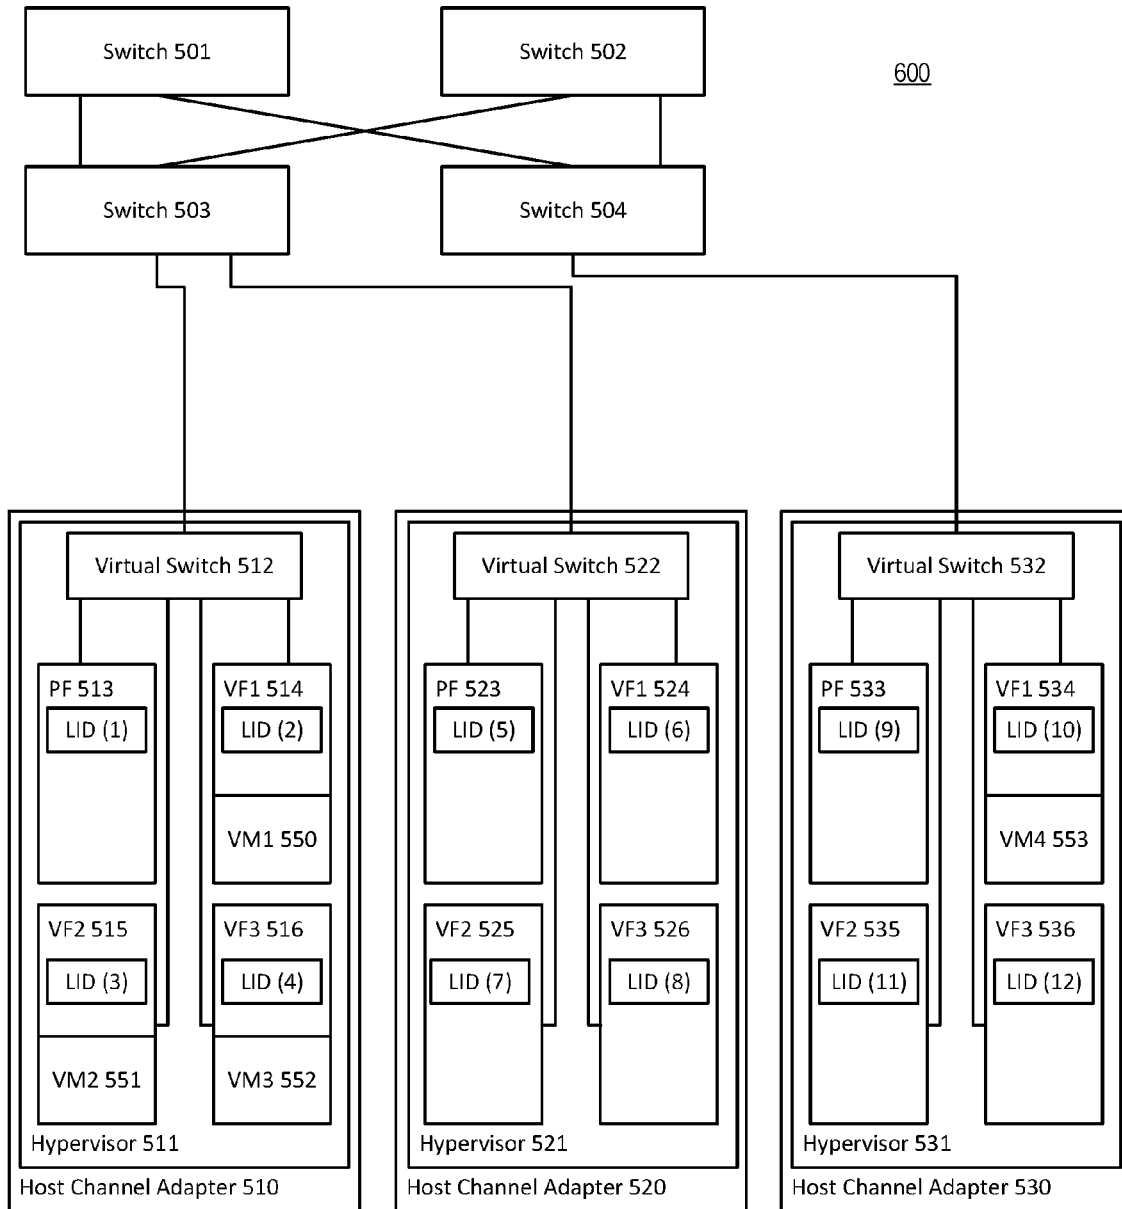 Switch 501
Switch 502
600
Switch 503
Switch 504
Virtual Switch 512
Virtual Switch 522
Virtual Switch 532
PF 513
LID (1)
VF1 514
LID (2)
VM1 550
VF2 515
LID (3)
VM2 551
VF3 516
LID (4)
VM3 552
Hypervisor 511
Host Channel Adapter 510
PF 523
LID (5)
VF1 524
LID (6)
VF2 525
LID (7)
VF3 526
LID (8)
Hypervisor 521
Host Channel Adapter 520
PF 533
LID (9)
VF1 534
LID (10)
VM4 553
VF2 535
LID (11)
VF3 536
LID (12)
Hypervisor 531
Host Channel Adapter 530